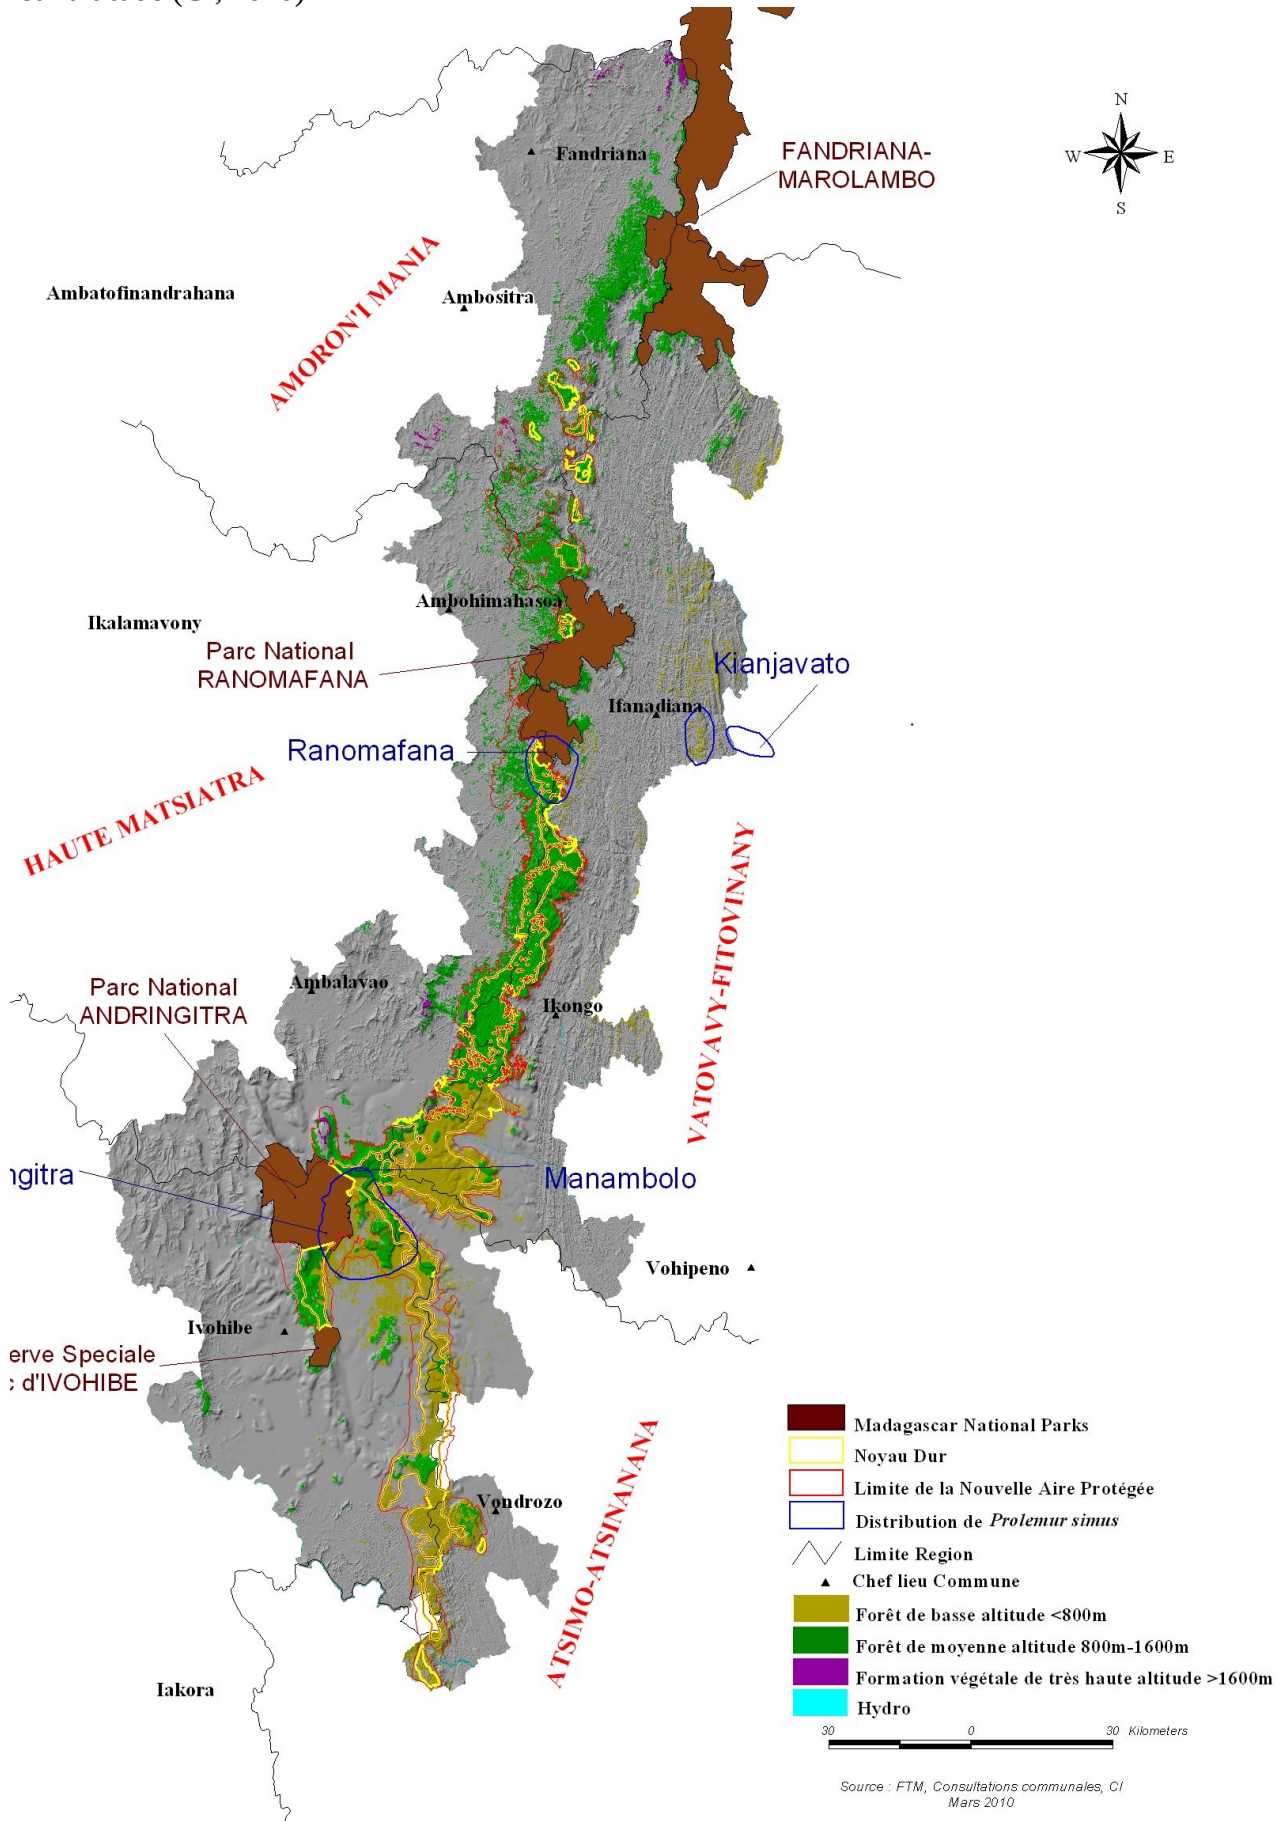 N
W E
S
Fandriana
FANDRIANA-
MAROLAMBO
Ambatofinandrahana
AMORON'I MANIA
Ambositra
Ambohimahasoa
Ikalamavony
Parc National
RANOMAFANA
Kianjavato
Ifanadiana
Ranomafana
HAUTE MATSIATRA
VATOVAVY-FITOVINANY
Ambalavao
Parc National
ANDRINGITRA
Ikongo
ngitra
Manambolo
Vohipeno
Ivohibe
erve Speciale
c d'IVOHIBE
Vondrozo
ATSIMO-ATSINANANA
Iakora
Madagascar National Parks
Noyau Dur
Limite de la Nouvelle Aire Protégée
Distribution de Prolemur simus
Limite Region
Chef lieu Commune
Forêt de basse altitude <800m
Forêt de moyenne altitude 800m-1600m
Formation végétale de très haute altitude >1600m
Hydro
30 0 30 Kilometers
Source : FTM, Consultations communales, CI
Mars 2010